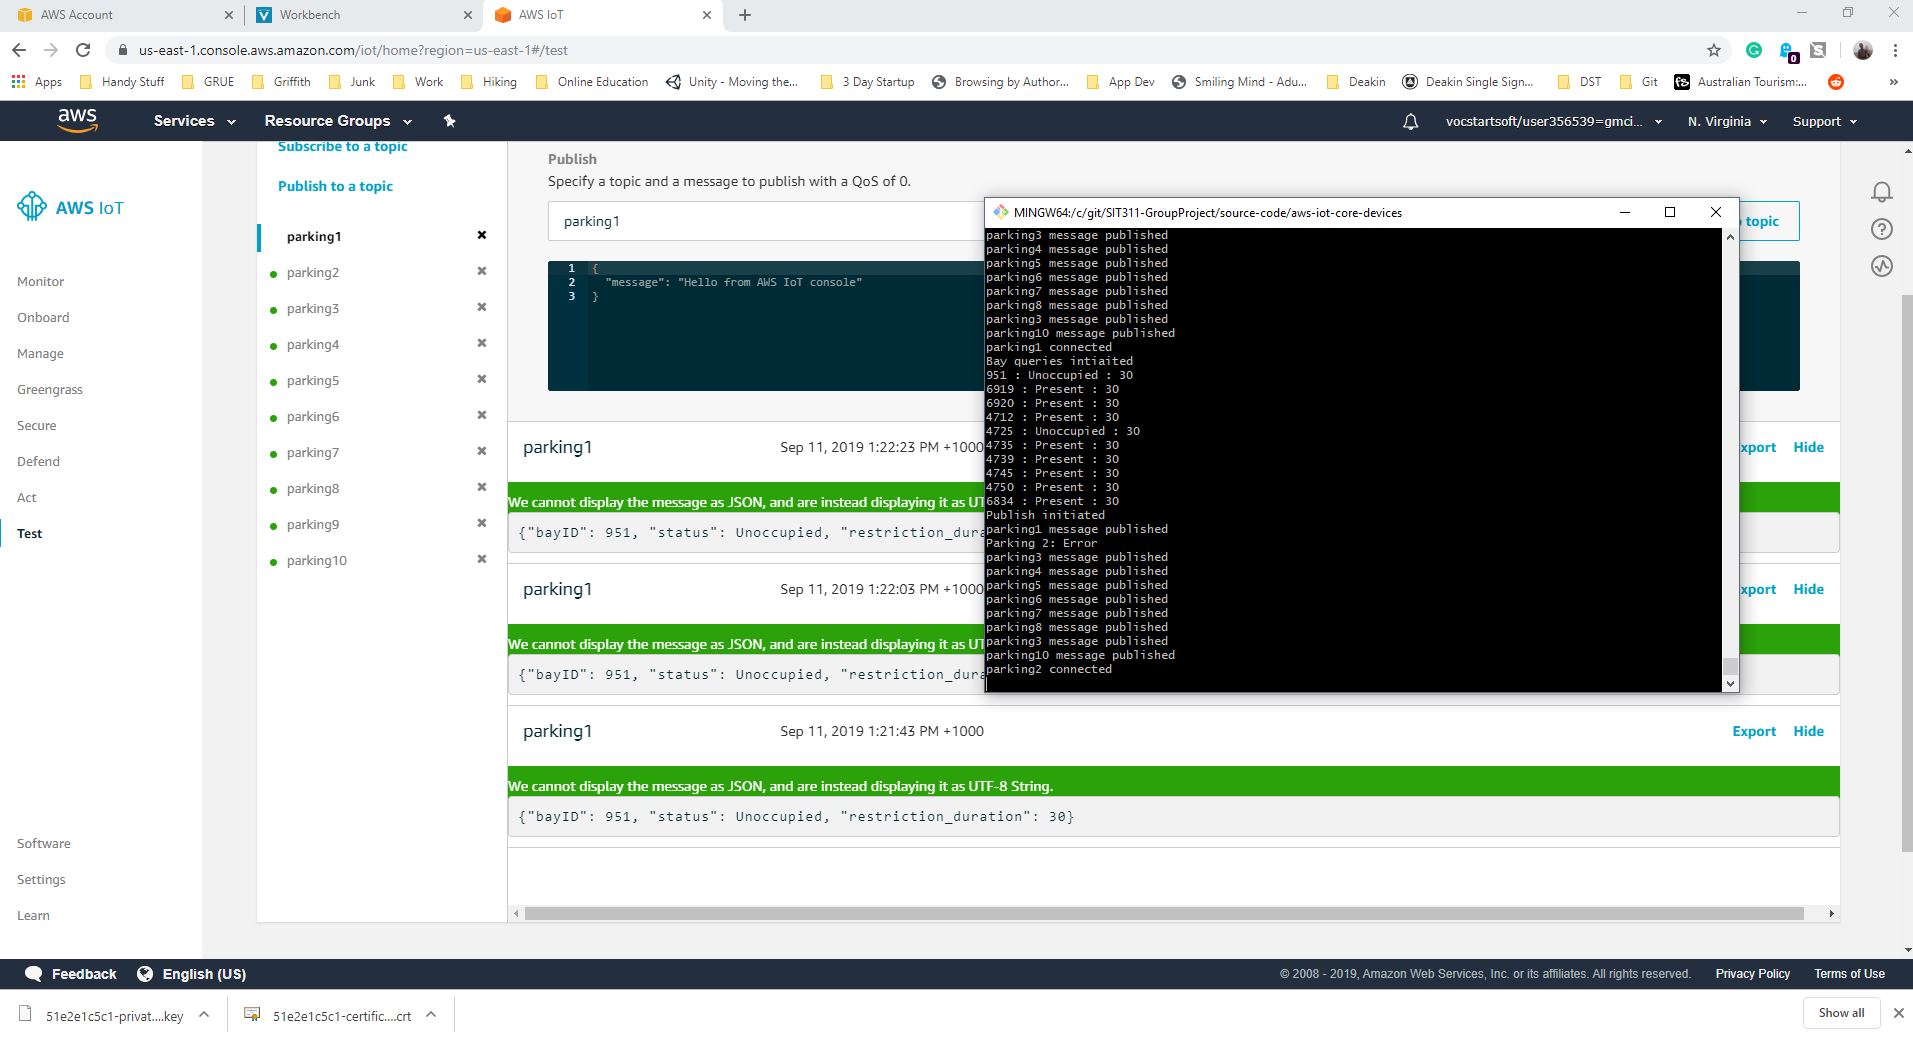 AWS Account
Workbench
AWS IoT
us-east-1.console.aws.amazon.com/iot/home?region=us-east-1#/test
0
Apps
Handy Stuff
GRUE
Griffith
Junk
Work
Hiking
Online Education
Unity - Moving the...
3 Day Startup
Browsing by Author...
App Dev
Smiling Mind - Adu...
Deakin
Deakin Single Sign...
DST
Git
Australian Tourism:...
»
aws
Services
Resource Groups
vocstartsoft/user356539=gmci...
N. Virginia
Support
AWS IoT
Monitor
Onboard
Manage
Greengrass
Secure
Defend
Act
Test
Software
Settings
Learn
Subscribe to a topic
Publish to a topic
parking1
parking2
parking3
parking4
parking5
parking6
parking7
parking8
parking9
parking10
Publish
Specify a topic and a message to publish with a QoS of 0.
parking1
topic
1 {
2 "message": "Hello from AWS IoT console"
3 }
parking1 Sep 11, 2019 1:22:23 PM +1000 xport Hide
We cannot display the message as JSON, and are instead displaying it as UT
{"bayID": 951, "status": Unoccupied, "restriction_dura
parking1 Sep 11, 2019 1:22:03 PM +1000 xport Hide
We cannot display the message as JSON, and are instead displaying it as UT
{"bayID": 951, "status": Unoccupied, "restriction_dura
parking1 Sep 11, 2019 1:21:43 PM +1000 Export Hide
We cannot display the message as JSON, and are instead displaying it as UTF-8 String.
{"bayID": 951, "status": Unoccupied, "restriction_duration": 30}
MINGW64:/c/git/SIT311-GroupProject/source-code/aws-iot-core-devices
parking3 message published
parking4 message published
parking5 message published
parking6 message published
parking7 message published
parking8 message published
parking3 message published
parking10 message published
parking1 connected
Bay queries intiaited
951 : Unoccupied : 30
6919 : Present : 30
6920 : Present : 30
4712 : Present : 30
4725 : Unoccupied : 30
4735 : Present : 30
4739 : Present : 30
4745 : Present : 30
4750 : Present : 30
6834 : Present : 30
Publish initiated
parking1 message published
Parking 2: Error
parking3 message published
parking4 message published
parking5 message published
parking6 message published
parking7 message published
parking8 message published
parking3 message published
parking10 message published
parking2 connected
Feedback
English (US)
© 2008 - 2019, Amazon Web Services, Inc. or its affiliates. All rights reserved.
Privacy Policy
Terms of Use
51e2e1c5c1-privat....key
51e2e1c5c1-certific....crt
Show all